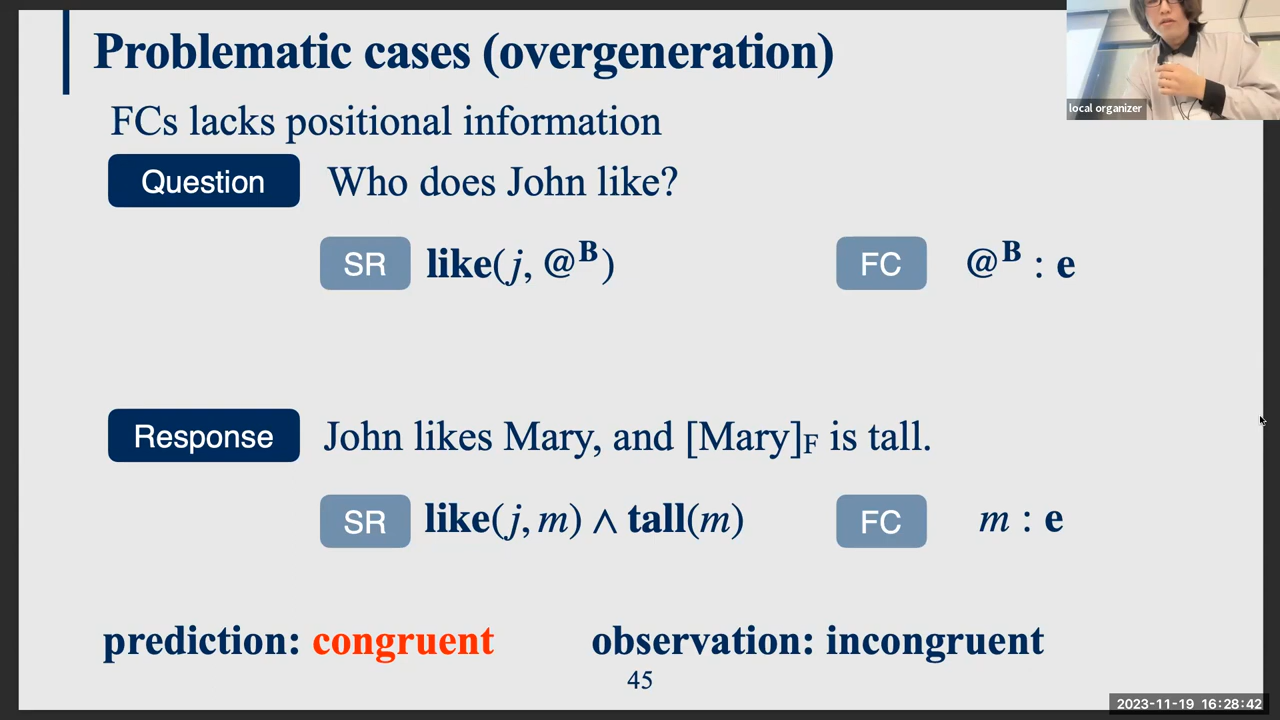 Problematic cases (overgeneration)
local organizer
FCs lacks positional information
Question Who does John like?
SR like(j, @B) FC @B : e
Response John likes Mary, and [Mary]F is tall.
SR like(j, m) ∧ tall(m) FC m : e
prediction: congruent observation: incongruent
45
2023-11-19 16:28:42